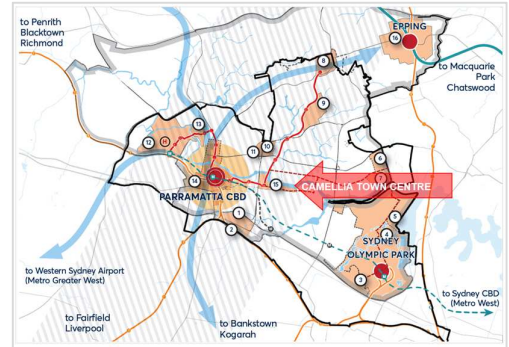 to Penrith
Blacktown
Richmond
EPPING
16
8
to Macquarie
Park
Chatswood
9
13
12
H
10
11
6
7
14
15
CAMELLIA TOWN CENTRE
PARRAMATTA CBD
1
2
5
4
SYDNEY
OLYMPIC PARK
3
to Western Sydney Airport
(Metro Greater West)
to Sydney CBD
(Metro West)
to Fairfield
Liverpool
to Bankstown
Kogarah